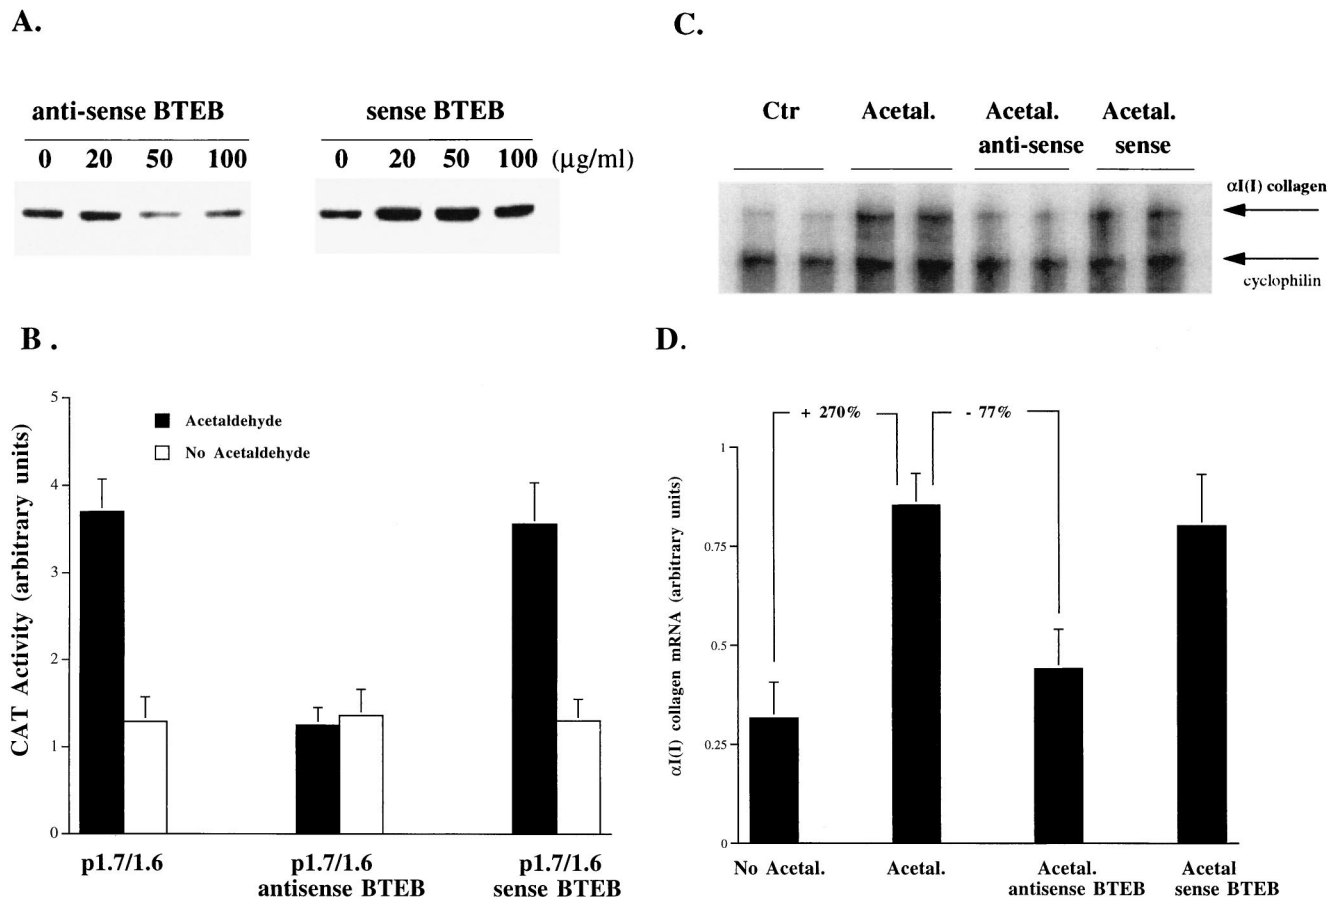 A.
anti-sense BTEB
0 20 50 100
sense BTEB
0 20 50 100 (μg/ml)
C.
Ctr Acetal. Acetal. Acetal.
anti-sense sense
αI(I) collagen
cyclophilin
B .
CAT Activity (arbitrary units)
5
4
3
2
1
0
Acetaldehyde
No Acetaldehyde
p1.7/1.6 p1.7/1.6 p1.7/1.6
antisense BTEB sense BTEB
D.
αI(I) collagen mRNA (arbitrary units)
+ 270% - 77%
1
0.75
0.5
0.25
0
No Acetal. Acetal. Acetal. Acetal
antisense BTEB sense BTEB